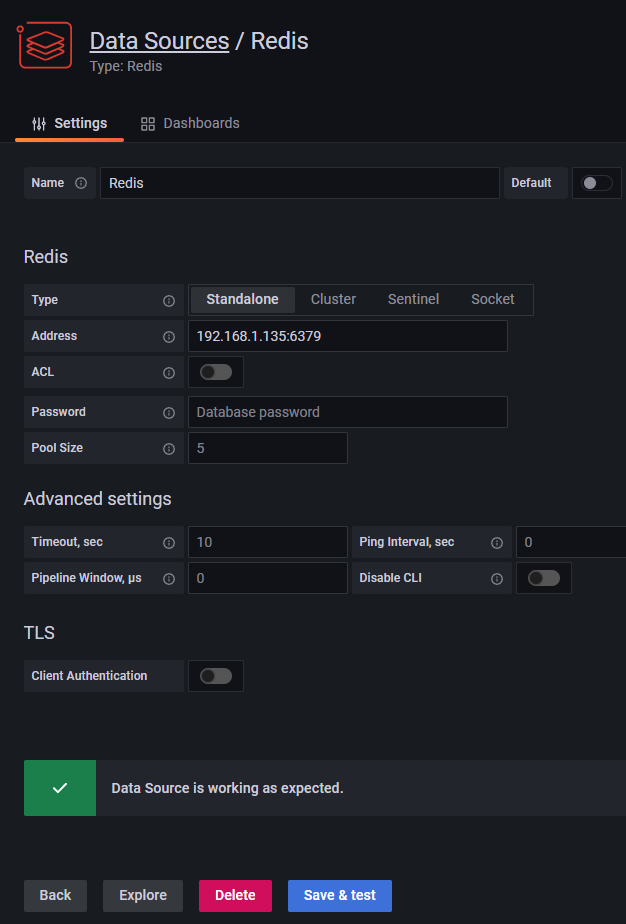 Data Sources / Redis
Type: Redis
Settings
Dashboards
Name
Redis
Default
Redis
Type
Standalone
Cluster
Sentinel
Socket
Address
192.168.1.135:6379
ACL
Password
Database password
Pool Size
5
Advanced settings
Timeout, sec
10
Ping Interval, sec
0
Pipeline Window, μs
0
Disable CLI
TLS
Client Authentication
Data Source is working as expected.
Back
Explore
Delete
Save & test